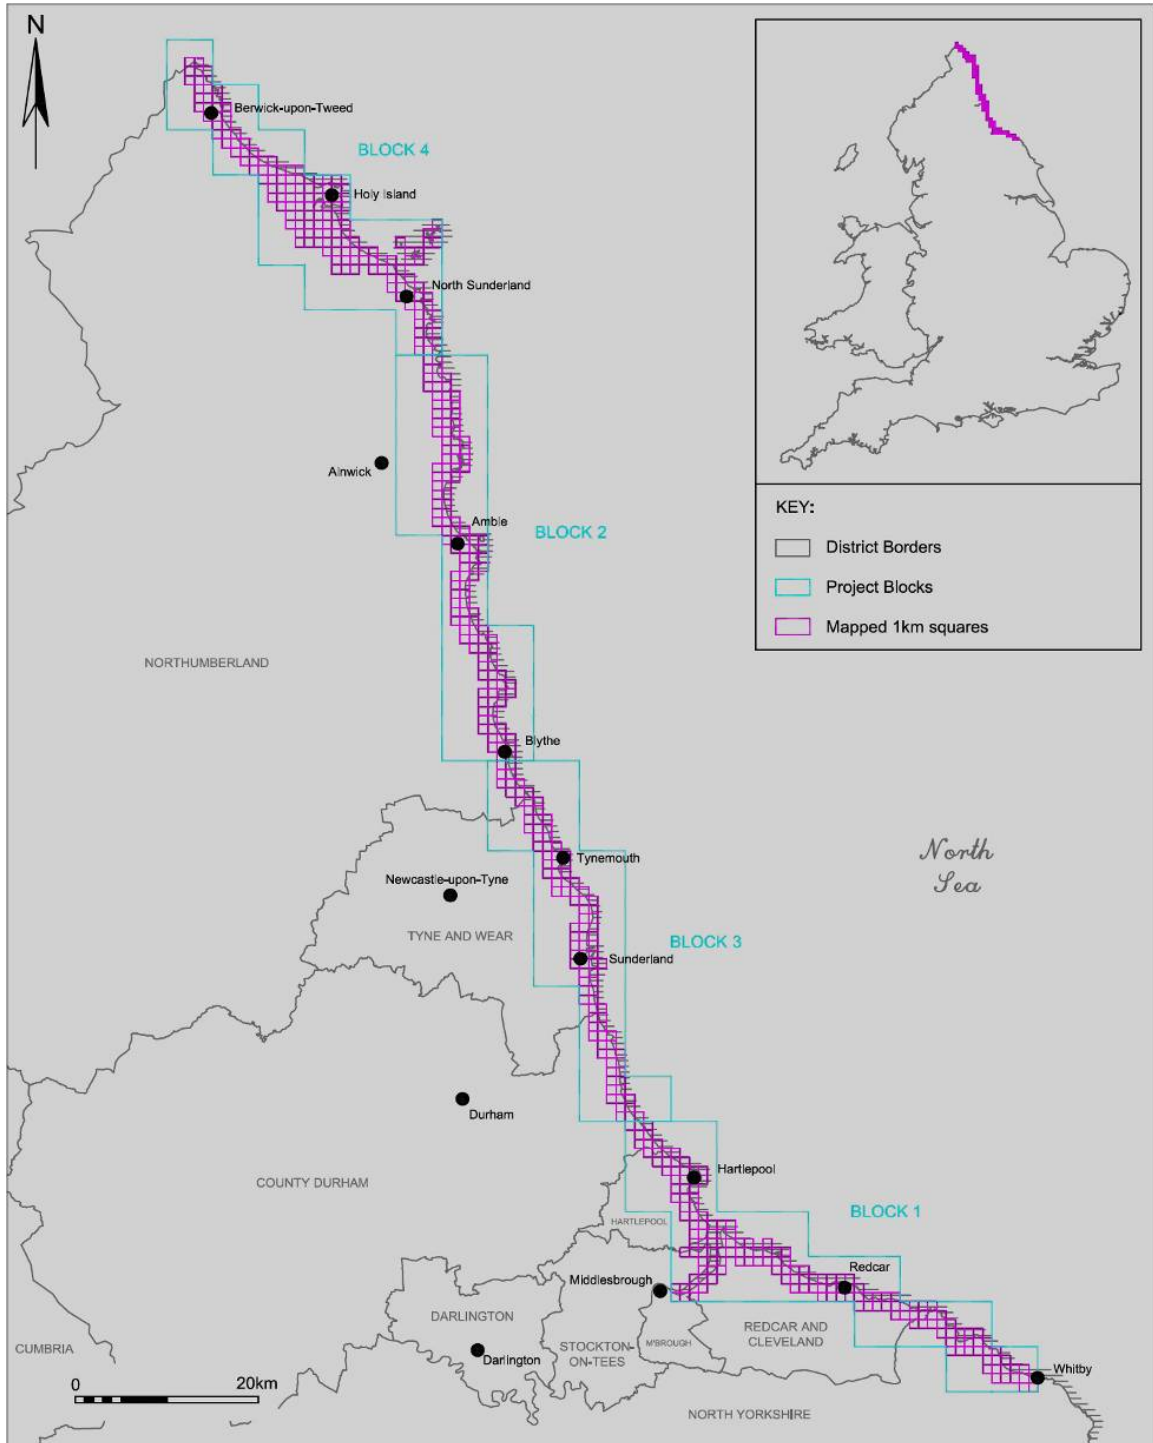 N
Berwick-upon-Tweed
BLOCK 4
Holy Island
North Sunderland
Alnwick
Amble
BLOCK 2
KEY:
District Borders
Project Blocks
Mapped 1km squares
NORTHUMBERLAND
Blythe
Tynemouth
North
Sea
Newcastle-upon-Tyne
TYNE AND WEAR
BLOCK 3
Sunderland
Durham
Hartlepool
COUNTY DURHAM
BLOCK 1
HARTLEPOOL
Redcar
Middlesbrough
DARLINGTON
REDCAR AND
CLEVELAND
M'BROUGH
STOCKTON-
ON-TEES
CUMBRIA
Darlington
Whitby
0 20km
NORTH YORKSHIRE